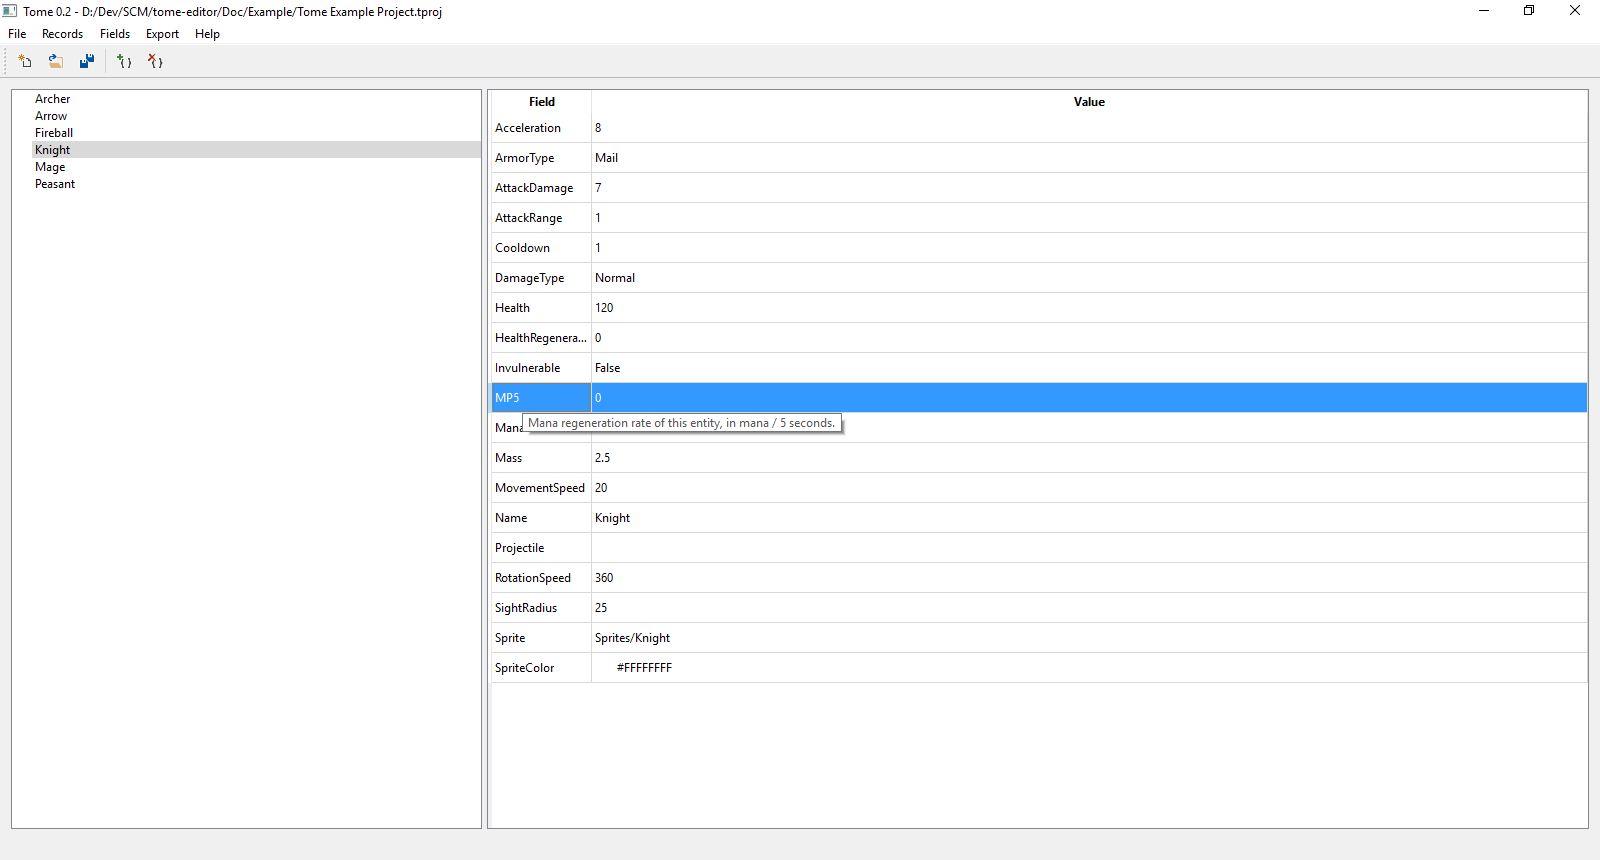 Tome 0.2 - D:/Dev/SCM/tome-editor/Doc/Example/Tome Example Project.tproj
File Records Fields Export Help
Archer
Arrow
Fireball
Knight
Mage
Peasant
Field Value
Acceleration 8
ArmorType Mail
AttackDamage 7
AttackRange 1
Cooldown 1
DamageType Normal
Health 120
HealthRegenera... 0
Invulnerable False
MP5 0
Mana regeneration rate of this entity, in mana / 5 seconds.
Mana
Mass 2.5
MovementSpeed 20
Name Knight
Projectile
RotationSpeed 360
SightRadius 25
Sprite Sprites/Knight
SpriteColor #FFFFFFFF